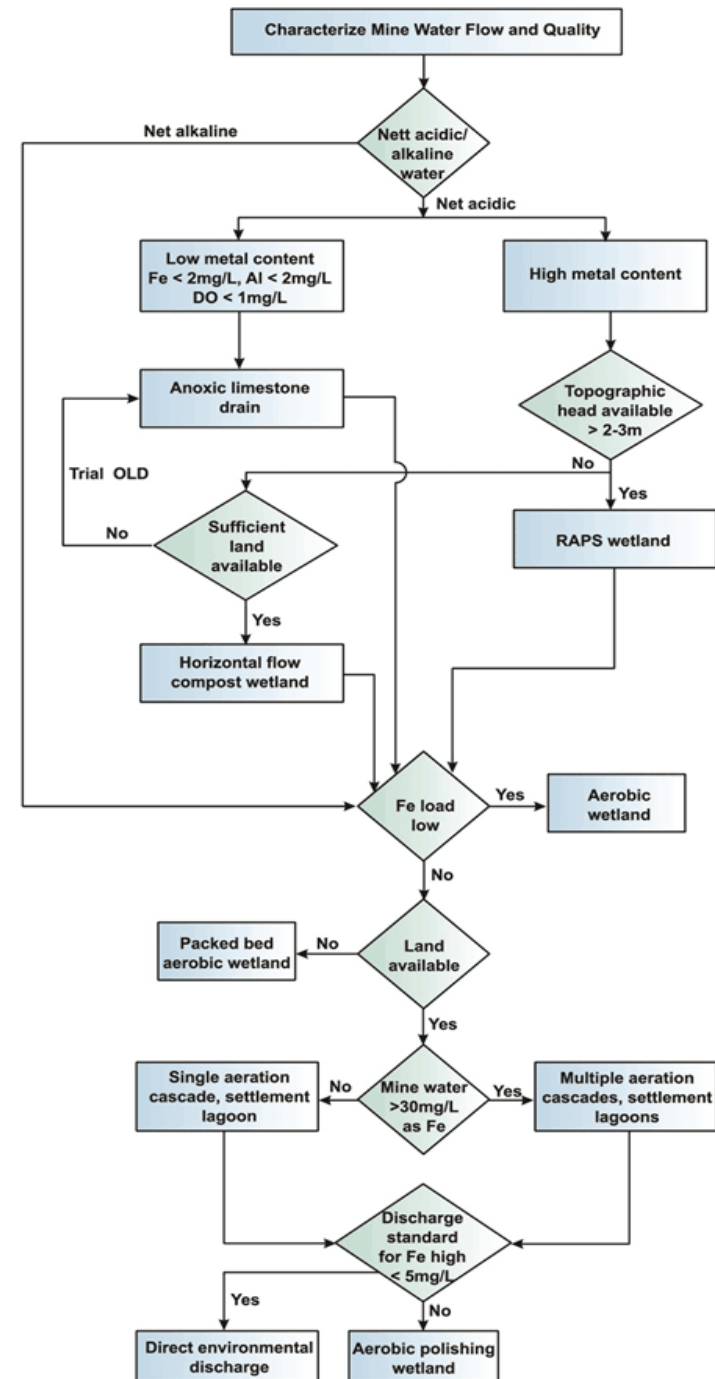 Characterize Mine Water Flow and Quality
Net alkaline
Nett acidic/
alkaline
water
Net acidic
Low metal content
Fe < 2mg/L, Al < 2mg/L
DO < 1mg/L
High metal content
Anoxic limestone
drain
Topographic
head available
> 2-3m
Trial OLD
No
Yes
No
Sufficient
land
available
RAPS wetland
Yes
Horizontal flow
compost wetland
Fe load
low
Yes
Aerobic
wetland
No
Packed bed
aerobic wetland
No
Land
available
Yes
Single aeration
cascade, settlement
lagoon
No
Mine water
>30mg/L
as Fe
Yes
Multiple aeration
cascades, settlement
lagoons
Discharge
standard
for Fe high
< 5mg/L
Yes
No
Direct environmental
discharge
Aerobic polishing
wetland